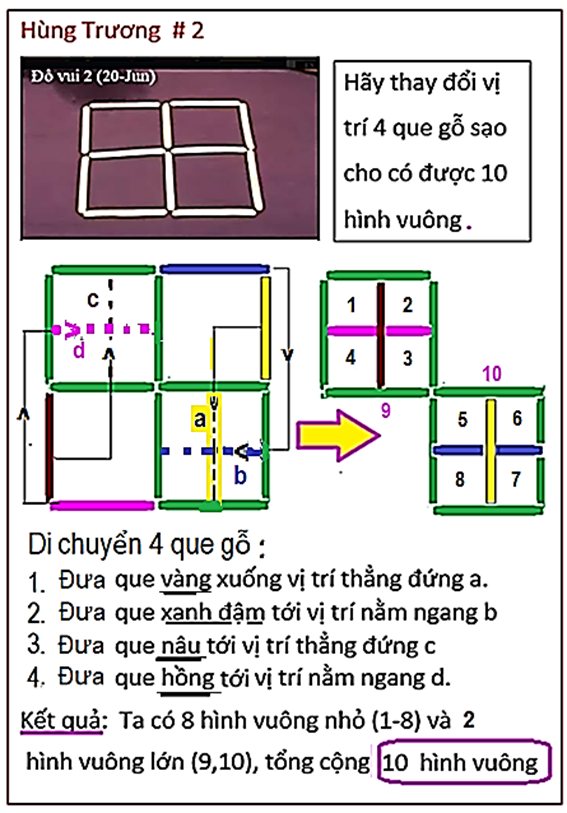 Hùng Trương # 2
Đố vui 2 (20-Jun)
Hãy thay đổi vị
trí 4 que gỗ sạo
cho có được 10
hình vuông.
c
d
a
b
1 2
4 3
9
10
5 6
8 7
Di chuyển 4 que gỗ :
1. Đưa que vàng xuống vị trí thẳng đứng a.
2. Đưa que xanh đậm tới vị trí nằm ngang b
3. Đưa que nâu tới vị trí thẳng đứng c
4. Đưa que hồng tới vị trí nằm ngang d.
Kết quả: Ta có 8 hình vuông nhỏ (1-8) và 2
hình vuông lớn (9,10), tổng cộng 10 hình vuông